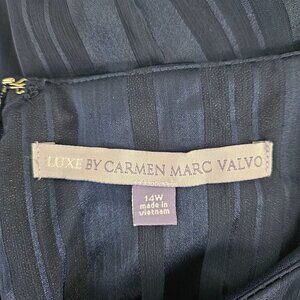 LUXE BY CARMEN MARC VALVO
14W
made in
vietnam